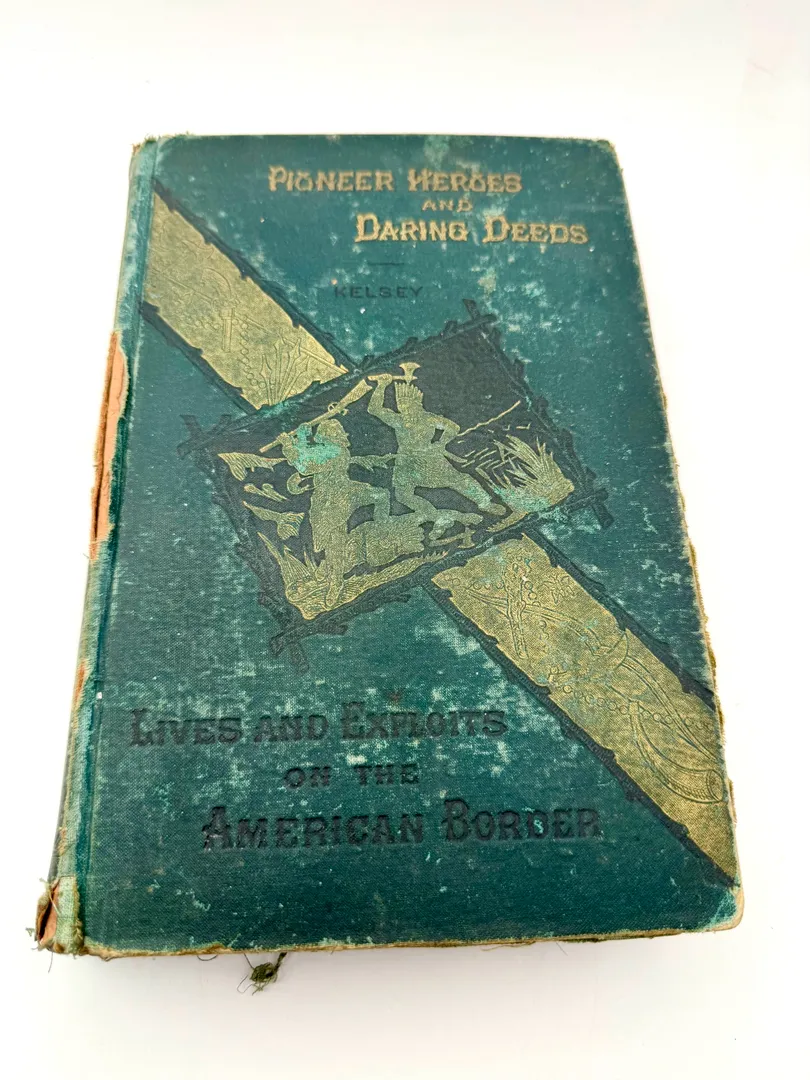 PIONEER HEROES
AND
DARING DEEDS
KELSEY
LIVES AND EXPLOITS
ON THE
AMERICAN BORDER